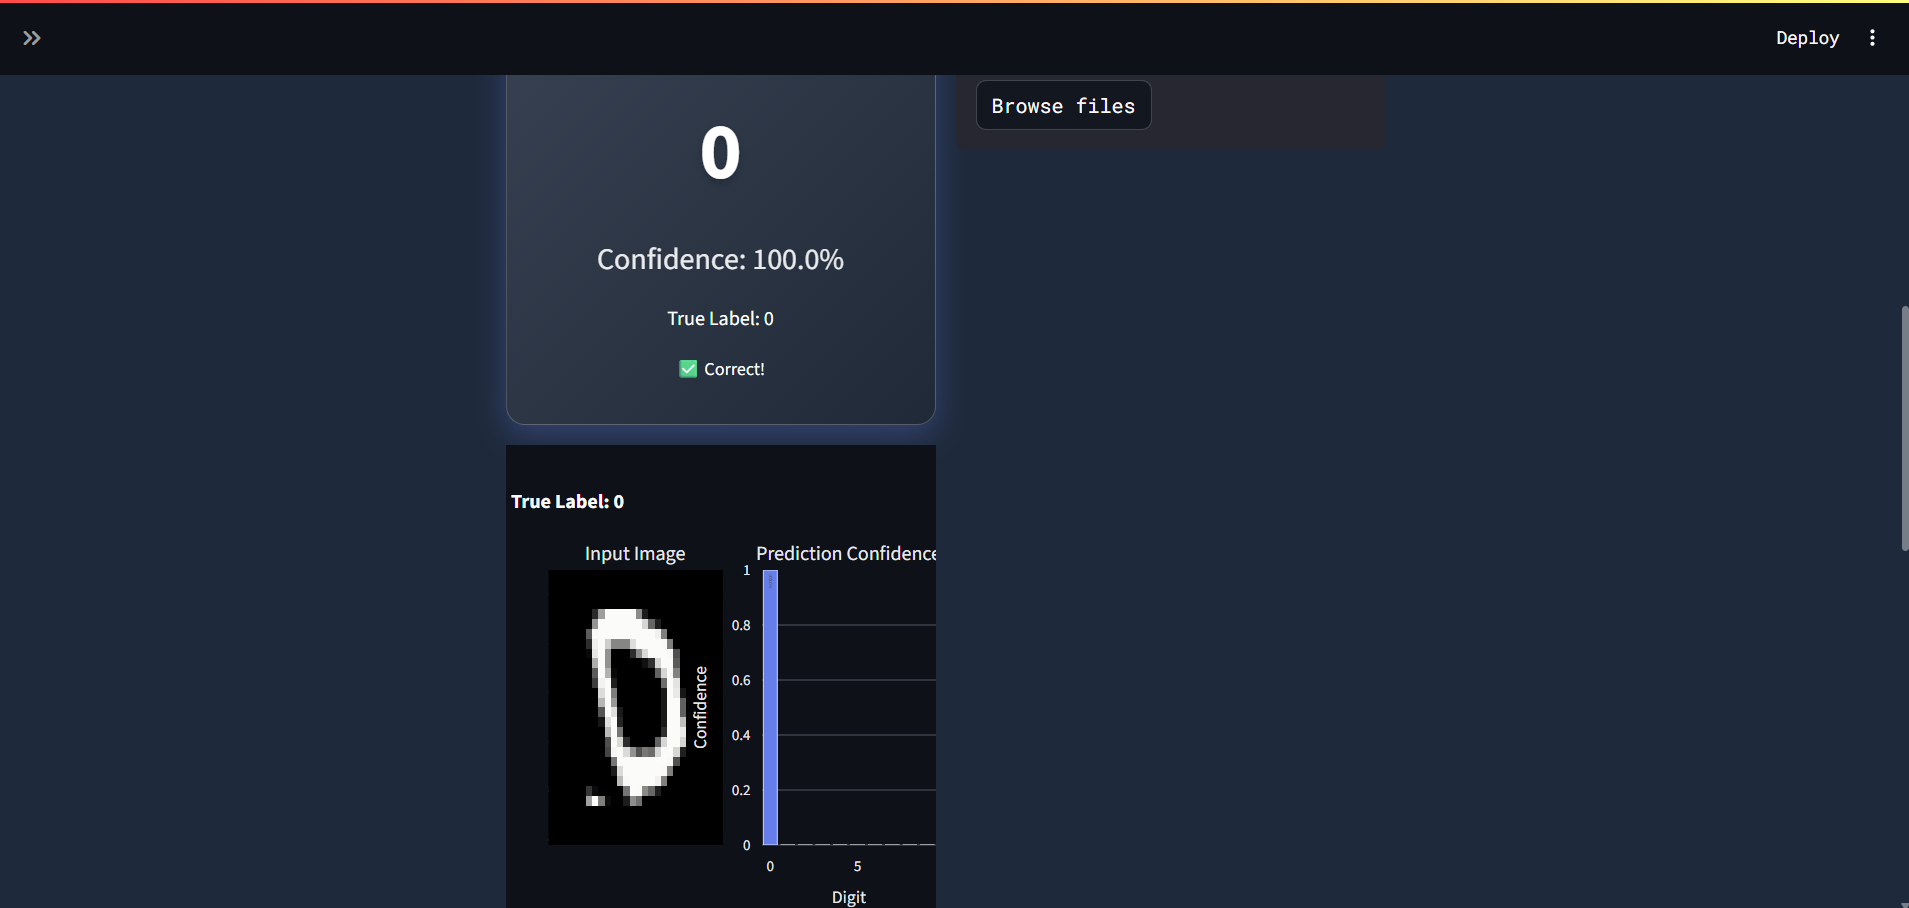 Deploy
Browse files
0
Confidence: 100.0%
True Label: 0
✅ Correct!
True Label: 0
Input Image
Prediction Confidence
1
0.8
0.6
0.4
0.2
0
Confidence
0
5
Digit